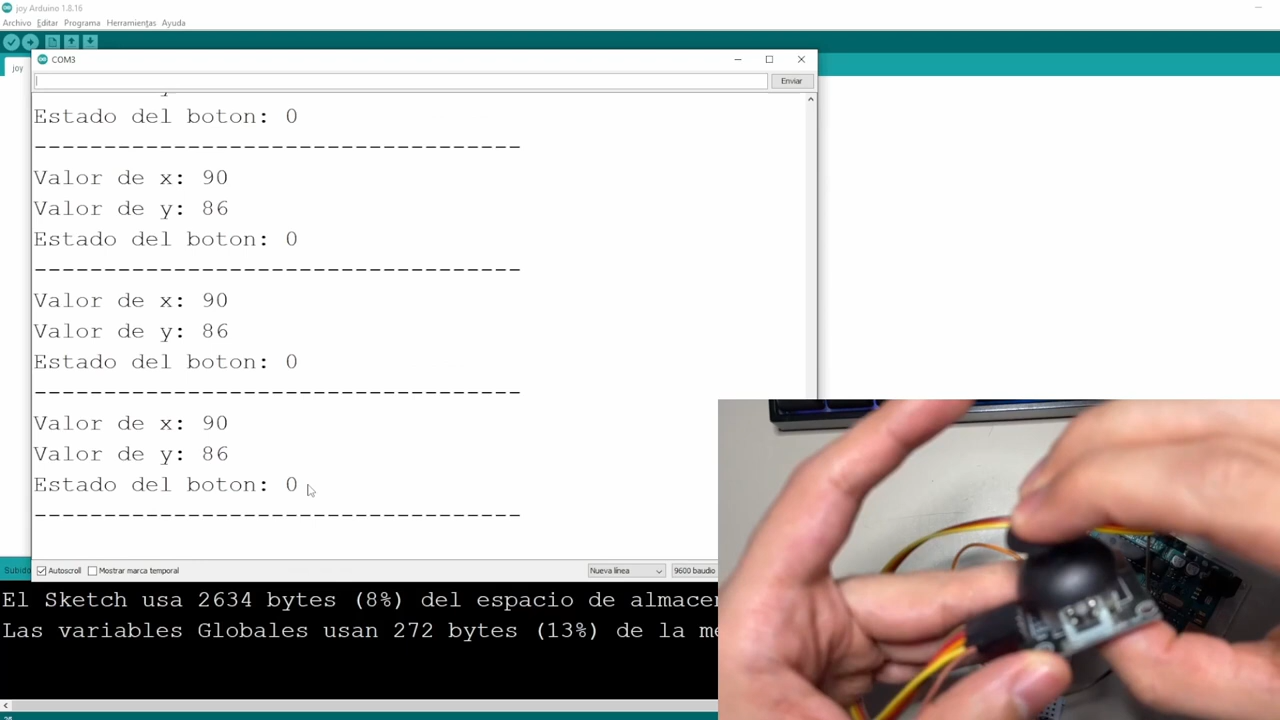 joy Arduino 1.8.16
Archivo Editar Programa Herramientas Ayuda
COM3
joy
Enviar
Estado del boton: 0
-----------------------------------
Valor de x: 90
Valor de y: 86
Estado del boton: 0
-----------------------------------
Valor de x: 90
Valor de y: 86
Estado del boton: 0
-----------------------------------
Valor de x: 90
Valor de y: 86
Estado del boton: 0
-----------------------------------
Subido
Autoscroll Mostrar marca temporal Nueva línea 9600 baudio
El Sketch usa 2634 bytes (8%) del espacio de almacer
Las variables Globales usan 272 bytes (13%) de la me